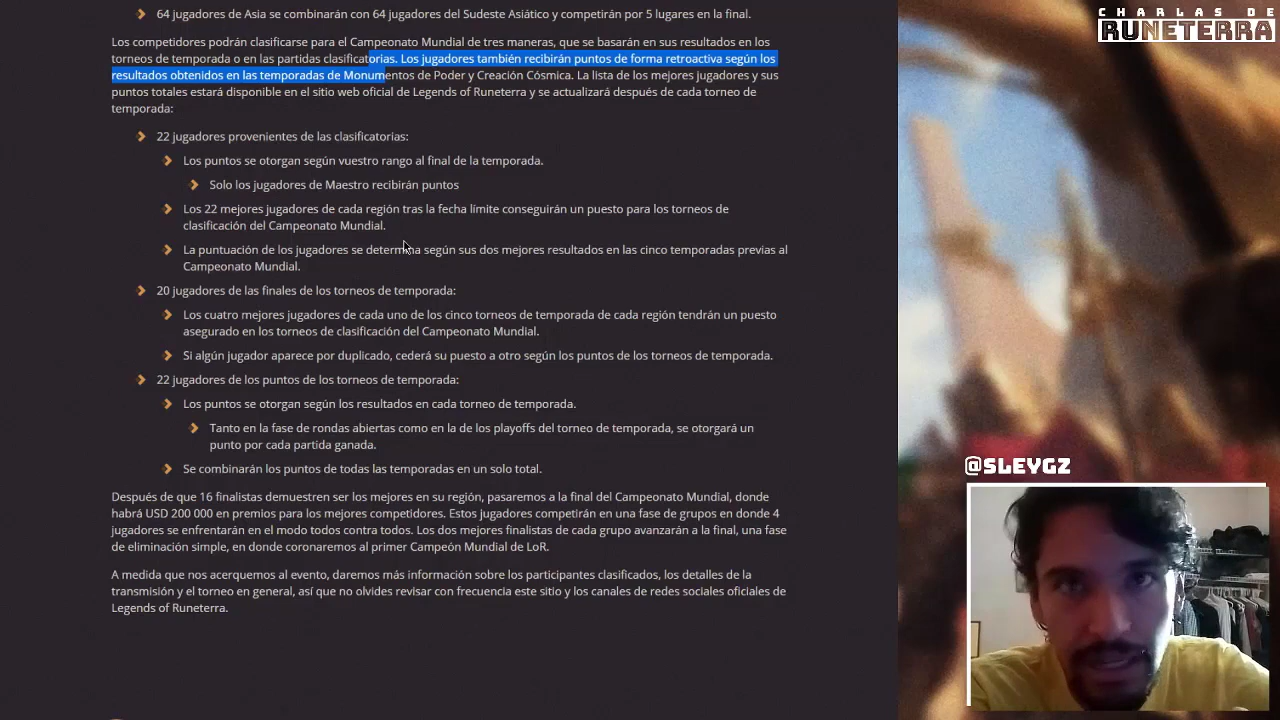 64 jugadores de Asia se combinarán con 64 jugadores del Sudeste Asiático y competirán por 5 lugares en la final.
CHARLAS DE
RUNETERRA
Los competidores podrán clasificarse para el Campeonato Mundial de tres maneras, que se basarán en sus resultados en los
torneos de temporada o en las partidas clasificatorias. Los jugadores también recibirán puntos de forma retroactiva según los
resultados obtenidos en las temporadas de Monumentos de Poder y Creación Cósmica. La lista de los mejores jugadores y sus
puntos totales estará disponible en el sitio web oficial de Legends of Runeterra y se actualizará después de cada torneo de
temporada:
22 jugadores provenientes de las clasificatorias:
Los puntos se otorgan según vuestro rango al final de la temporada.
Solo los jugadores de Maestro recibirán puntos
Los 22 mejores jugadores de cada región tras la fecha límite conseguirán un puesto para los torneos de
clasificación del Campeonato Mundial.
La puntuación de los jugadores se determina según sus dos mejores resultados en las cinco temporadas previas al
Campeonato Mundial.
20 jugadores de las finales de los torneos de temporada:
Los cuatro mejores jugadores de cada uno de los cinco torneos de temporada de cada región tendrán un puesto
asegurado en los torneos de clasificación del Campeonato Mundial.
Si algún jugador aparece por duplicado, cederá su puesto a otro según los puntos de los torneos de temporada.
22 jugadores de los puntos de los torneos de temporada:
Los puntos se otorgan según los resultados en cada torneo de temporada.
Tanto en la fase de rondas abiertas como en la de los playoffs del torneo de temporada, se otorgará un
punto por cada partida ganada.
Se combinarán los puntos de todas las temporadas en un solo total.
@SLEYGZ
Después de que 16 finalistas demuestren ser los mejores en su región, pasaremos a la final del Campeonato Mundial, donde
habrá USD 200 000 en premios para los mejores competidores. Estos jugadores competirán en una fase de grupos en donde 4
jugadores se enfrentarán en el modo todos contra todos. Los dos mejores finalistas de cada grupo avanzarán a la final, una fase
de eliminación simple, en donde coronaremos al primer Campeón Mundial de LoR.
A medida que nos acerquemos al evento, daremos más información sobre los participantes clasificados, los detalles de la
transmisión y el torneo en general, así que no olvides revisar con frecuencia este sitio y los canales de redes sociales oficiales de
Legends of Runeterra.